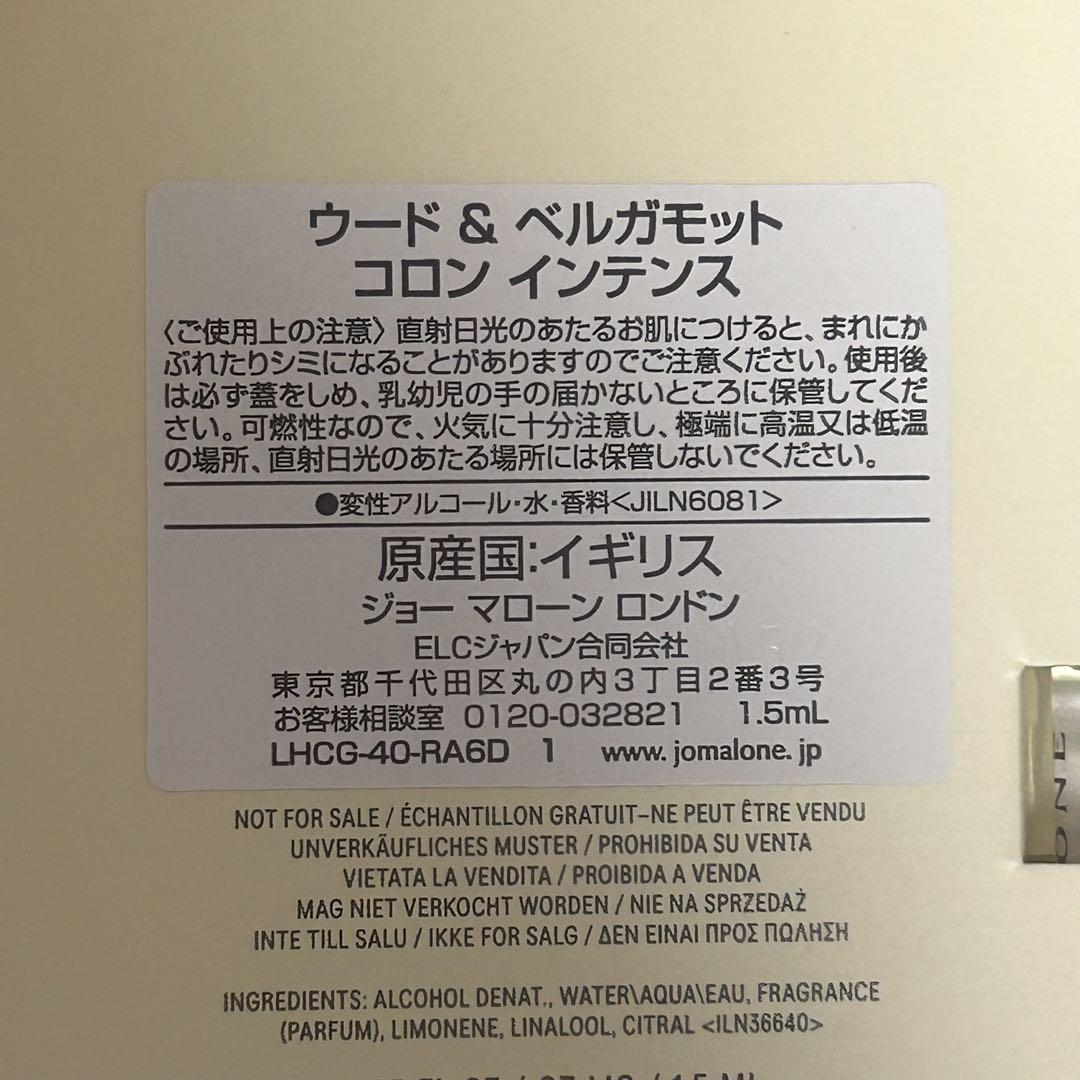 ウード & ベルガモット
コロン インテンス
〈ご使用上の注意〉直射日光のあたるお肌につけると、まれにか
ぶれたりシミになることがありますのでご注意ください。使用後
は必ず蓋をしめ、乳幼児の手の届かないところに保管してくだ
さい。可燃性なので、火気に十分注意し、極端に高温又は低温
の場所、直射日光のあたる場所には保管しないでください。
●変性アルコール・水・香料<JILN6081>
原産国:イギリス
ジョー マローン ロンドン
ELCジャパン合同会社
東京都千代田区丸の内3丁目2番3号
お客様相談室 0120-032821 1.5mL
LHCG-40-RA6D 1 www.jomalone.jp
NOT FOR SALE / ÉCHANTILLON GRATUIT–NE PEUT ÊTRE VENDU
UNVERKÄUFLICHES MUSTER / PROHIBIDA SU VENTA
VIETATA LA VENDITA / PROIBIDA A VENDA
MAG NIET VERKOCHT WORDEN / NIE NA SPRZEDAŻ
INTE TILL SALU / IKKE FOR SALG / ΔΕΝ ΕΙΝΑΙ ΠΡΟΣ ΠΩΛΗΣΗ
INGREDIENTS: ALCOHOL DENAT., WATER\AQUA\EAU, FRAGRANCE
(PARFUM), LIMONENE, LINALOOL, CITRAL <ILN36640>